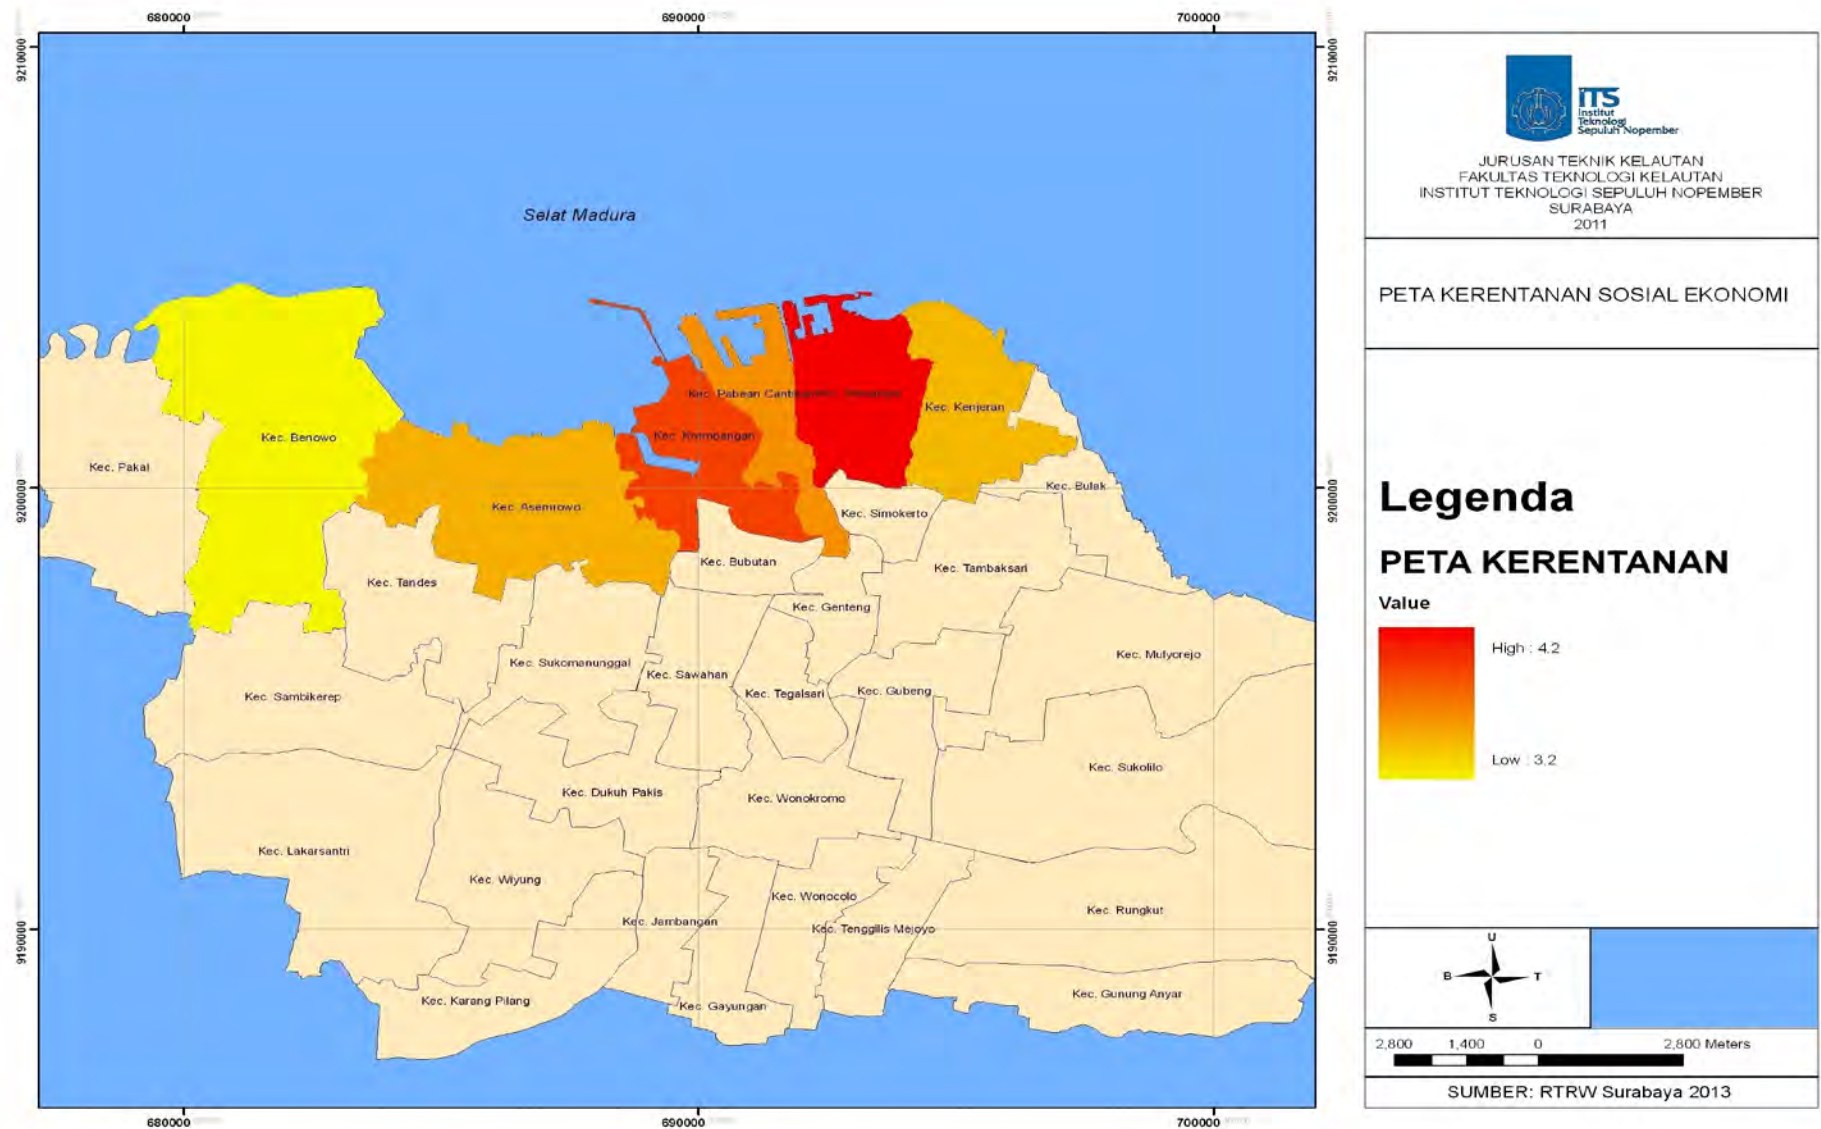 680000
690000
700000
9210000
9210000
Selat Madura
Kec. Pabean
Kec. Kenjeran
Kec. Krembangan
Kec. Benowo
Kec. Pakal
Kec. Bulak
9200000
9200000
Kec. Asemrowo
Kec. Simokerto
Kec. Bubutan
Kec. Tambaksari
Kec. Tandes
Kec. Genteng
Kec. Mulyorejo
Kec. Sukomanunggal
Kec. Sawahan
Kec. Tegalsari
Kec. Gubeng
Kec. Sambikerep
Kec. Sukolilo
Kec. Dukuh Pakis
Kec. Wonokromo
Kec. Lakarsantri
Kec. Wiyung
Kec. Wonocolo
Kec. Rungkut
Kec. Jambangan
Kec. Tenggilis Mejoyo
9190000
9190000
Kec. Karang Pilang
Kec. Gayungan
Kec. Gunung Anyar
680000
690000
700000
ITS
Institut
Teknologi
Sepuluh Nopember
JURUSAN TEKNIK KELAUTAN
FAKULTAS TEKNOLOGI KELAUTAN
INSTITUT TEKNOLOGI SEPULUH NOPEMBER
SURABAYA
2011
PETA KERENTANAN SOSIAL EKONOMI
Legenda
PETA KERENTANAN
Value
High : 4.2
Low : 3.2
U
B
T
S
2,800 1,400 0 2,800 Meters
SUMBER: RTRW Surabaya 2013